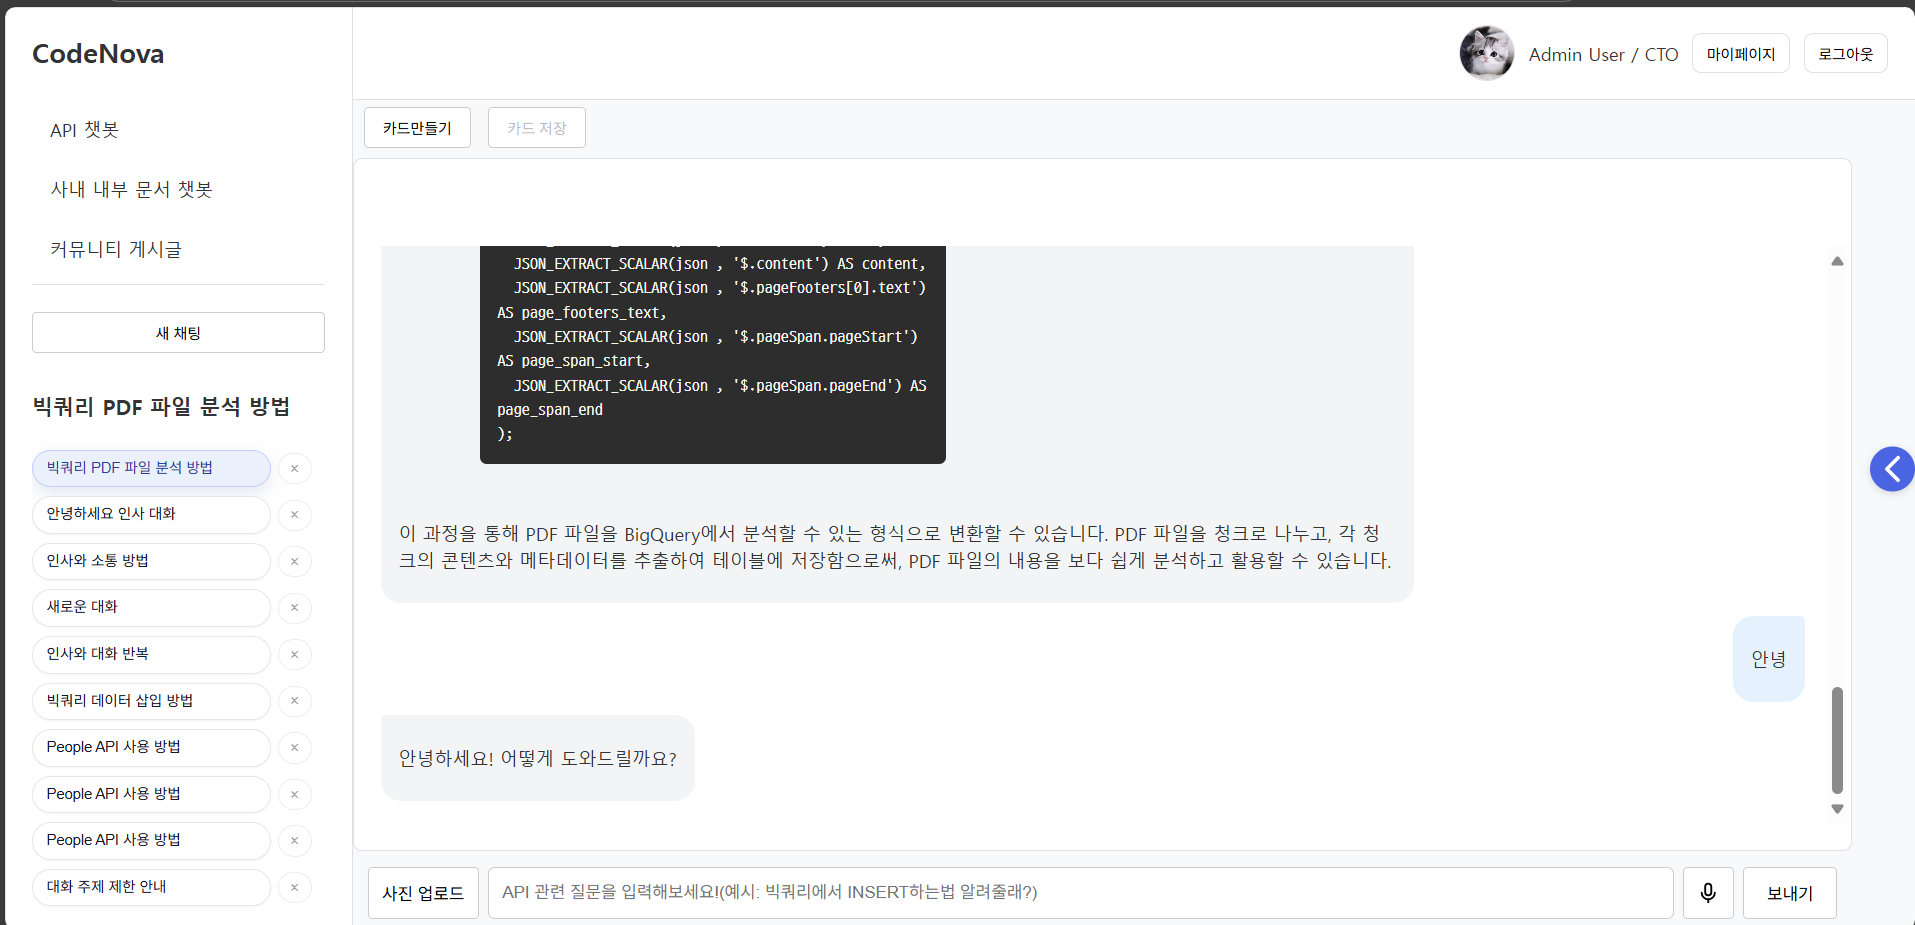 CodeNova
Admin User / CTO
마이페이지
로그아웃
API 챗봇
사내 내부 문서 챗봇
커뮤니티 게시글
새 채팅
빅쿼리 PDF 파일 분석 방법
빅쿼리 PDF 파일 분석 방법
×
안녕하세요 인사 대화
×
인사와 소통 방법
×
새로운 대화
×
인사와 대화 반복
×
빅쿼리 데이터 삽입 방법
×
People API 사용 방법
×
People API 사용 방법
×
People API 사용 방법
×
대화 주제 제한 안내
×
카드만들기
카드 저장
JSON_EXTRACT_SCALAR(json , '$.content') AS content,
JSON_EXTRACT_SCALAR(json , '$.pageFooters[0].text')
AS page_footers_text,
JSON_EXTRACT_SCALAR(json , '$.pageSpan.pageStart')
AS page_span_start,
JSON_EXTRACT_SCALAR(json , '$.pageSpan.pageEnd') AS
page_span_end
);
이 과정을 통해 PDF 파일을 BigQuery에서 분석할 수 있는 형식으로 변환할 수 있습니다. PDF 파일을 청크로 나누고, 각 청
크의 콘텐츠와 메타데이터를 추출하여 테이블에 저장함으로써, PDF 파일의 내용을 보다 쉽게 분석하고 활용할 수 있습니다.
안녕
안녕하세요! 어떻게 도와드릴까요?
사진 업로드
API 관련 질문을 입력해보세요!(예시: 빅쿼리에서 INSERT하는법 알려줄래?)
보내기